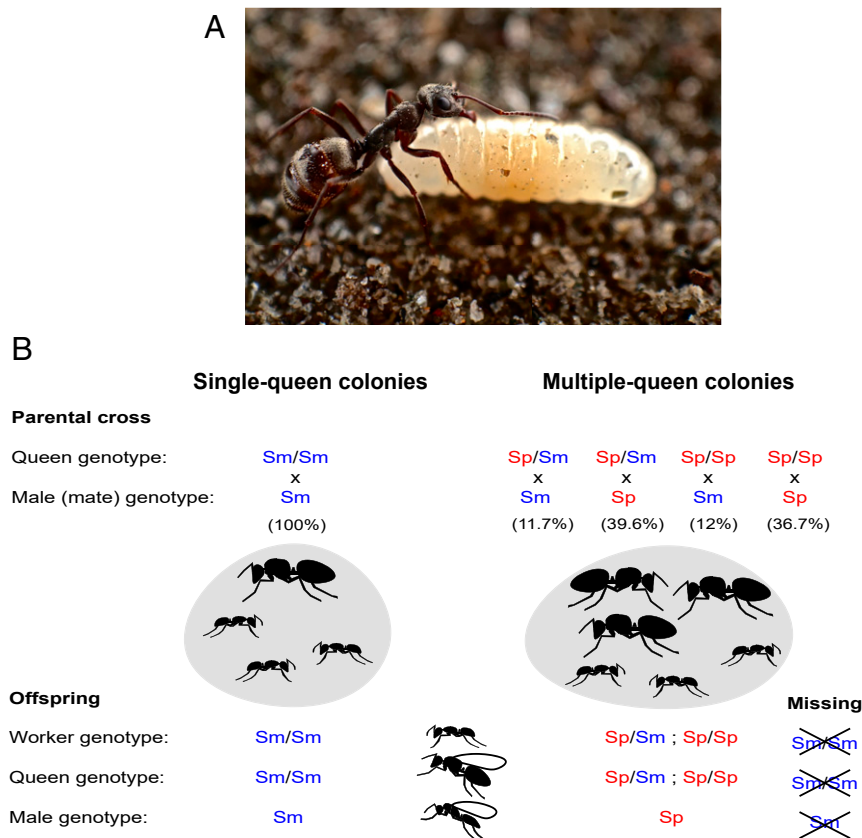 A
B
Single-queen colonies Multiple-queen colonies
Parental cross
Queen genotype: Sm/Sm Sp/Sm Sp/Sm Sp/Sp Sp/Sp
x x x x x
Male (mate) genotype: Sm Sm Sp Sm Sp
(100%) (11.7%) (39.6%) (12%) (36.7%)
Offspring Missing
Worker genotype: Sm/Sm Sp/Sm ; Sp/Sp Sm/Sm
Queen genotype: Sm/Sm Sp/Sm ; Sp/Sp Sm/Sm
Male genotype: Sm Sp Sm